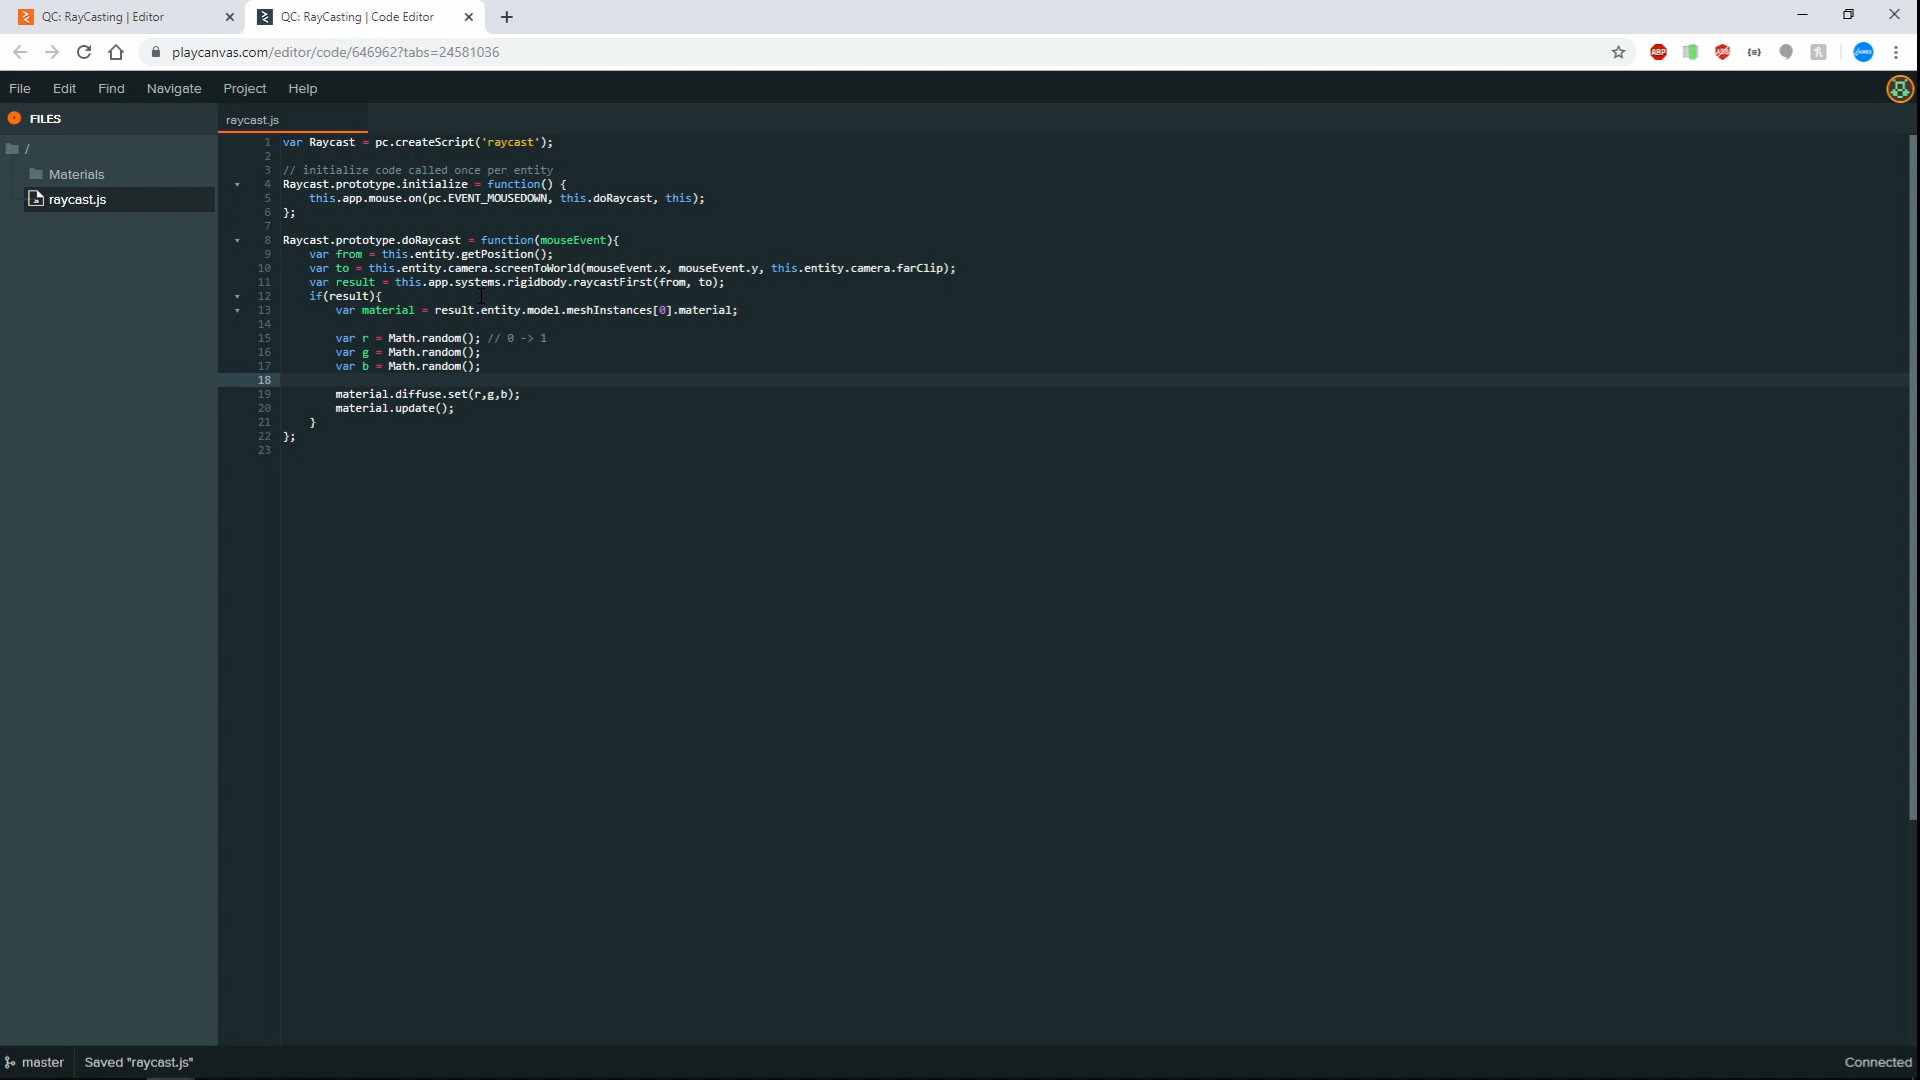 QC: RayCasting | Editor
QC: RayCasting | Code Editor
playcanvas.com/editor/code/646962?tabs=24581036
ABP
File Edit Find Navigate Project Help
FILES
raycast.js
/
Materials
raycast.js
1 var Raycast = pc.createScript('raycast');
2
3 // initialize code called once per entity
4 Raycast.prototype.initialize = function() {
5     this.app.mouse.on(pc.EVENT_MOUSEDOWN, this.doRaycast, this);
6 };
7
8 Raycast.prototype.doRaycast = function(mouseEvent){
9     var from = this.entity.getPosition();
10     var to = this.entity.camera.screenToWorld(mouseEvent.x, mouseEvent.y, this.entity.camera.farClip);
11     var result = this.app.systems.rigidbody.raycastFirst(from, to);
12     if(result){
13         var material = result.entity.model.meshInstances[0].material;
14
15         var r = Math.random(); // 0 -> 1
16         var g = Math.random();
17         var b = Math.random();
18
19         material.diffuse.set(r,g,b);
20         material.update();
21     }
22 };
23
master Saved "raycast.js" Connected